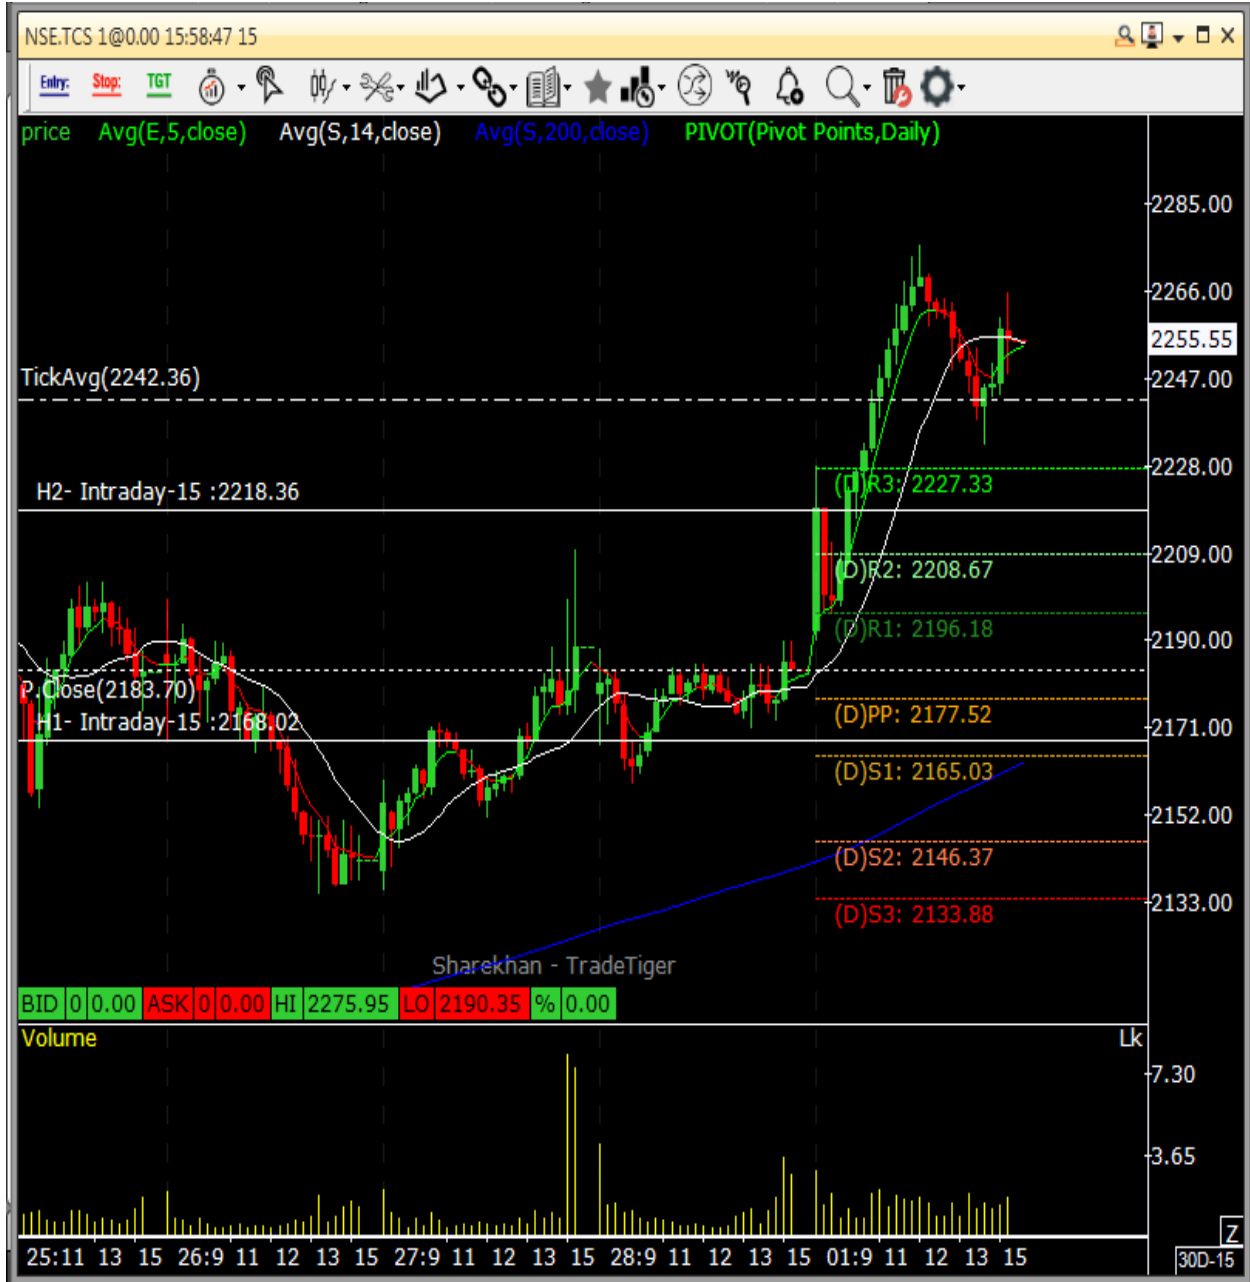 NSE.TCS 1@0.00 15:58:47 15
Entry: Stop: TGT
price Avg(E,5,close) Avg(S,14,close) Avg(S,200,close) PIVOT(Pivot Points,Daily)
2285.00
2266.00
2255.55
TickAvg(2242.36)
2247.00
2228.00
(D)R3: 2227.33
H2- Intraday-15 :2218.36
2209.00
(D)R2: 2208.67
(D)R1: 2196.18
2190.00
P.Close(2183.70)
(D)PP: 2177.52
H1- Intraday-15 :2168.02
2171.00
(D)S1: 2165.03
2152.00
(D)S2: 2146.37
2133.00
(D)S3: 2133.88
Sharekhan - TradeTiger
BID 0 0.00 ASK 0 0.00 HI 2275.95 LO 2190.35 % 0.00
Volume Lk
7.30
3.65
Z
25:11 13 15 26:9 11 12 13 15 27:9 11 12 13 15 28:9 11 12 13 15 01:9 11 12 13 15 30D-15